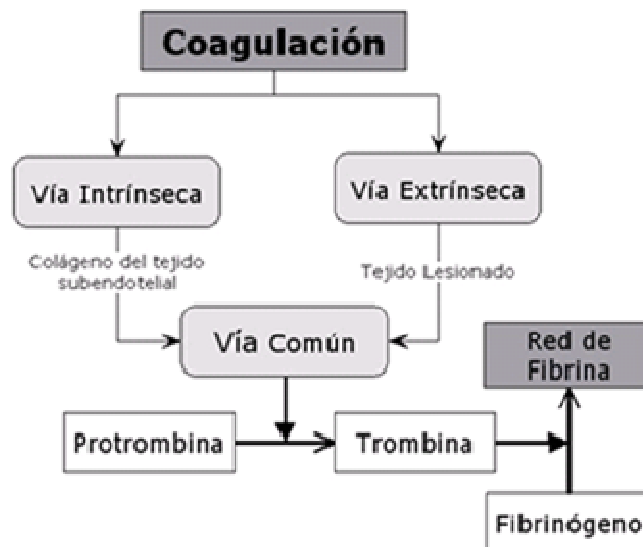 Coagulación
Vía Intrínseca
Vía Extrínseca
Colágeno del tejido
subendotelial
Tejido Lesionado
Vía Común
Red de
Fibrina
Protrombina
Trombina
Fibrinógeno